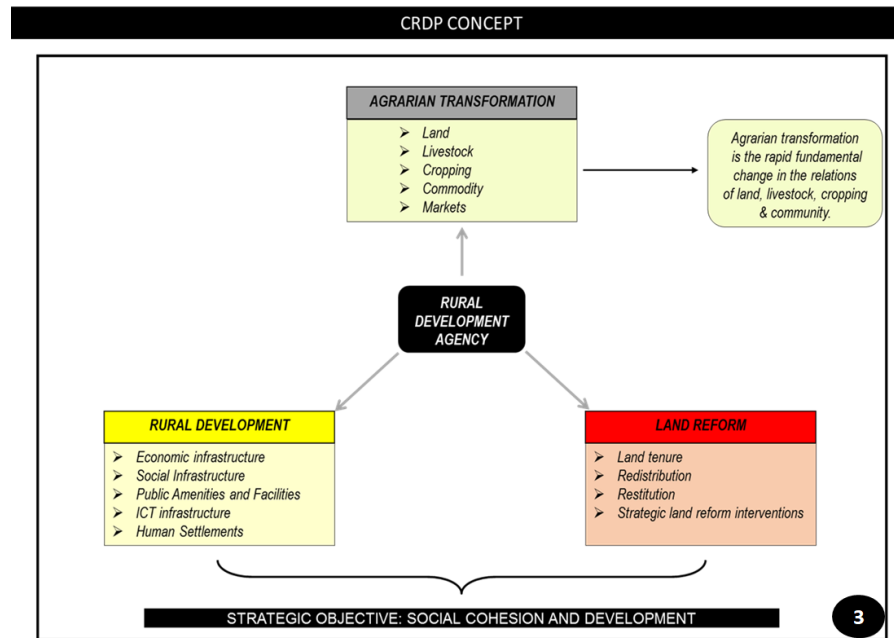 CRDP CONCEPT
AGRARIAN TRANSFORMATION
Land
Livestock
Cropping
Commodity
Markets
Agrarian transformation
is the rapid fundamental
change in the relations
of land, livestock, cropping
& community.
RURAL
DEVELOPMENT
AGENCY
RURAL DEVELOPMENT
Economic infrastructure
Social Infrastructure
Public Amenities and Facilities
ICT infrastructure
Human Settlements
LAND REFORM
Land tenure
Redistribution
Restitution
Strategic land reform interventions
STRATEGIC OBJECTIVE: SOCIAL COHESION AND DEVELOPMENT
3